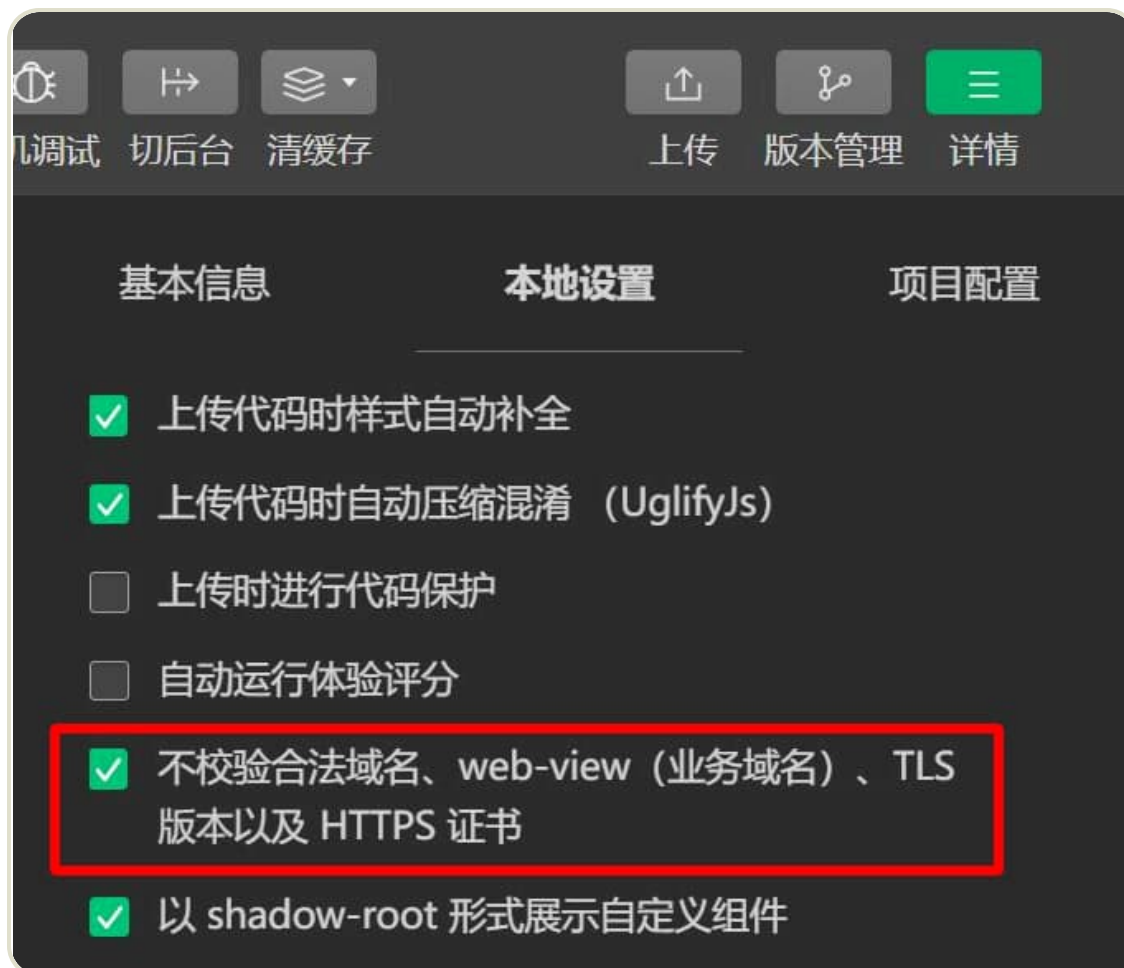 机调试 切后台 清缓存 上传 版本管理 详情
基本信息 本地设置 项目配置
上传代码时样式自动补全
上传代码时自动压缩混淆 （UglifyJs）
上传时进行代码保护
自动运行体验评分
不校验合法域名、web-view（业务域名）、TLS
版本以及 HTTPS 证书
以 shadow-root 形式展示自定义组件